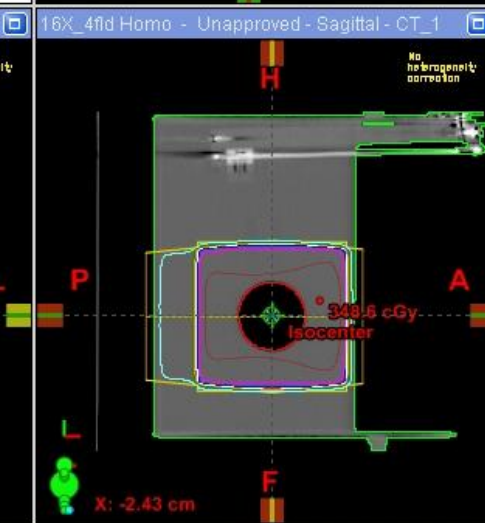 16X_4fld Homo - Unapproved - Sagittal - CT_1
No
heterogeneity
correction
H
P
A
348.6 cGy
Isocenter
L
F
X: -2.43 cm